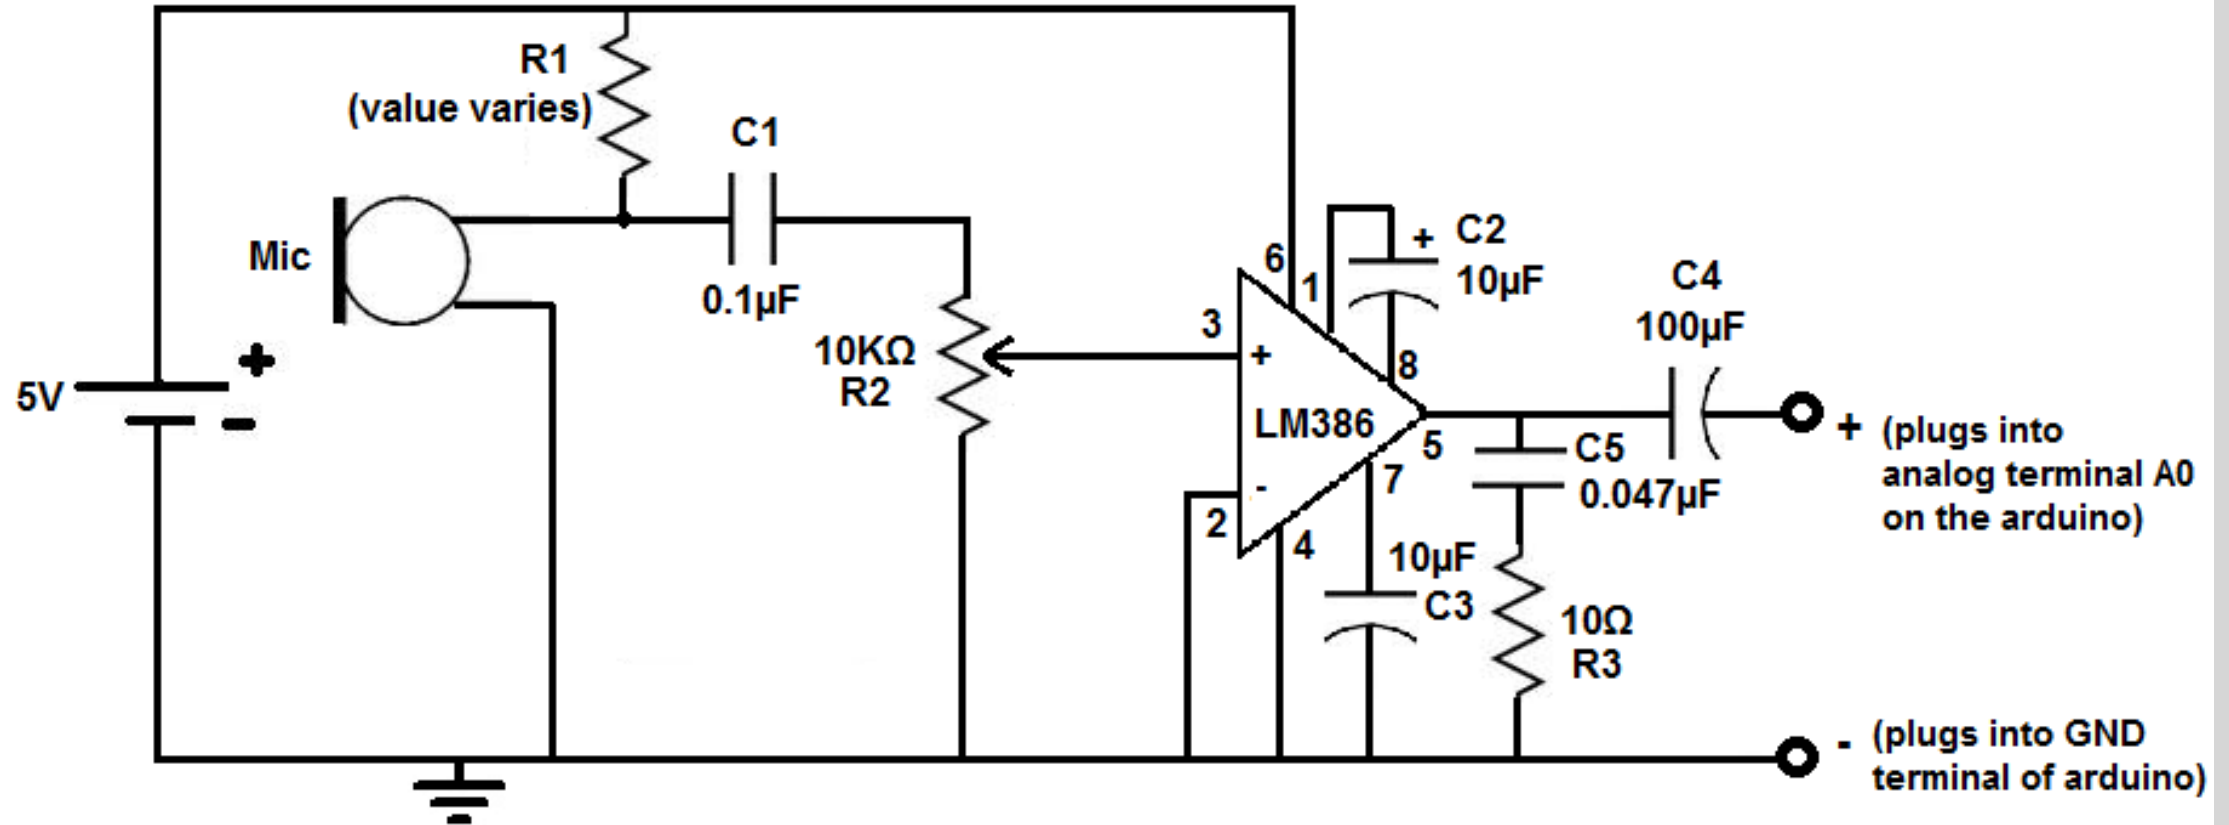 R1
(value varies)
C1
0.1µF
Mic
+
5V
-
10KΩ
R2
6
1
+
C2
10µF
3
+
8
LM386
-
2
4
7
5
C4
100µF
C5
0.047µF
10µF
C3
10Ω
R3
+ (plugs into
analog terminal A0
on the arduino)
- (plugs into GND
terminal of arduino)